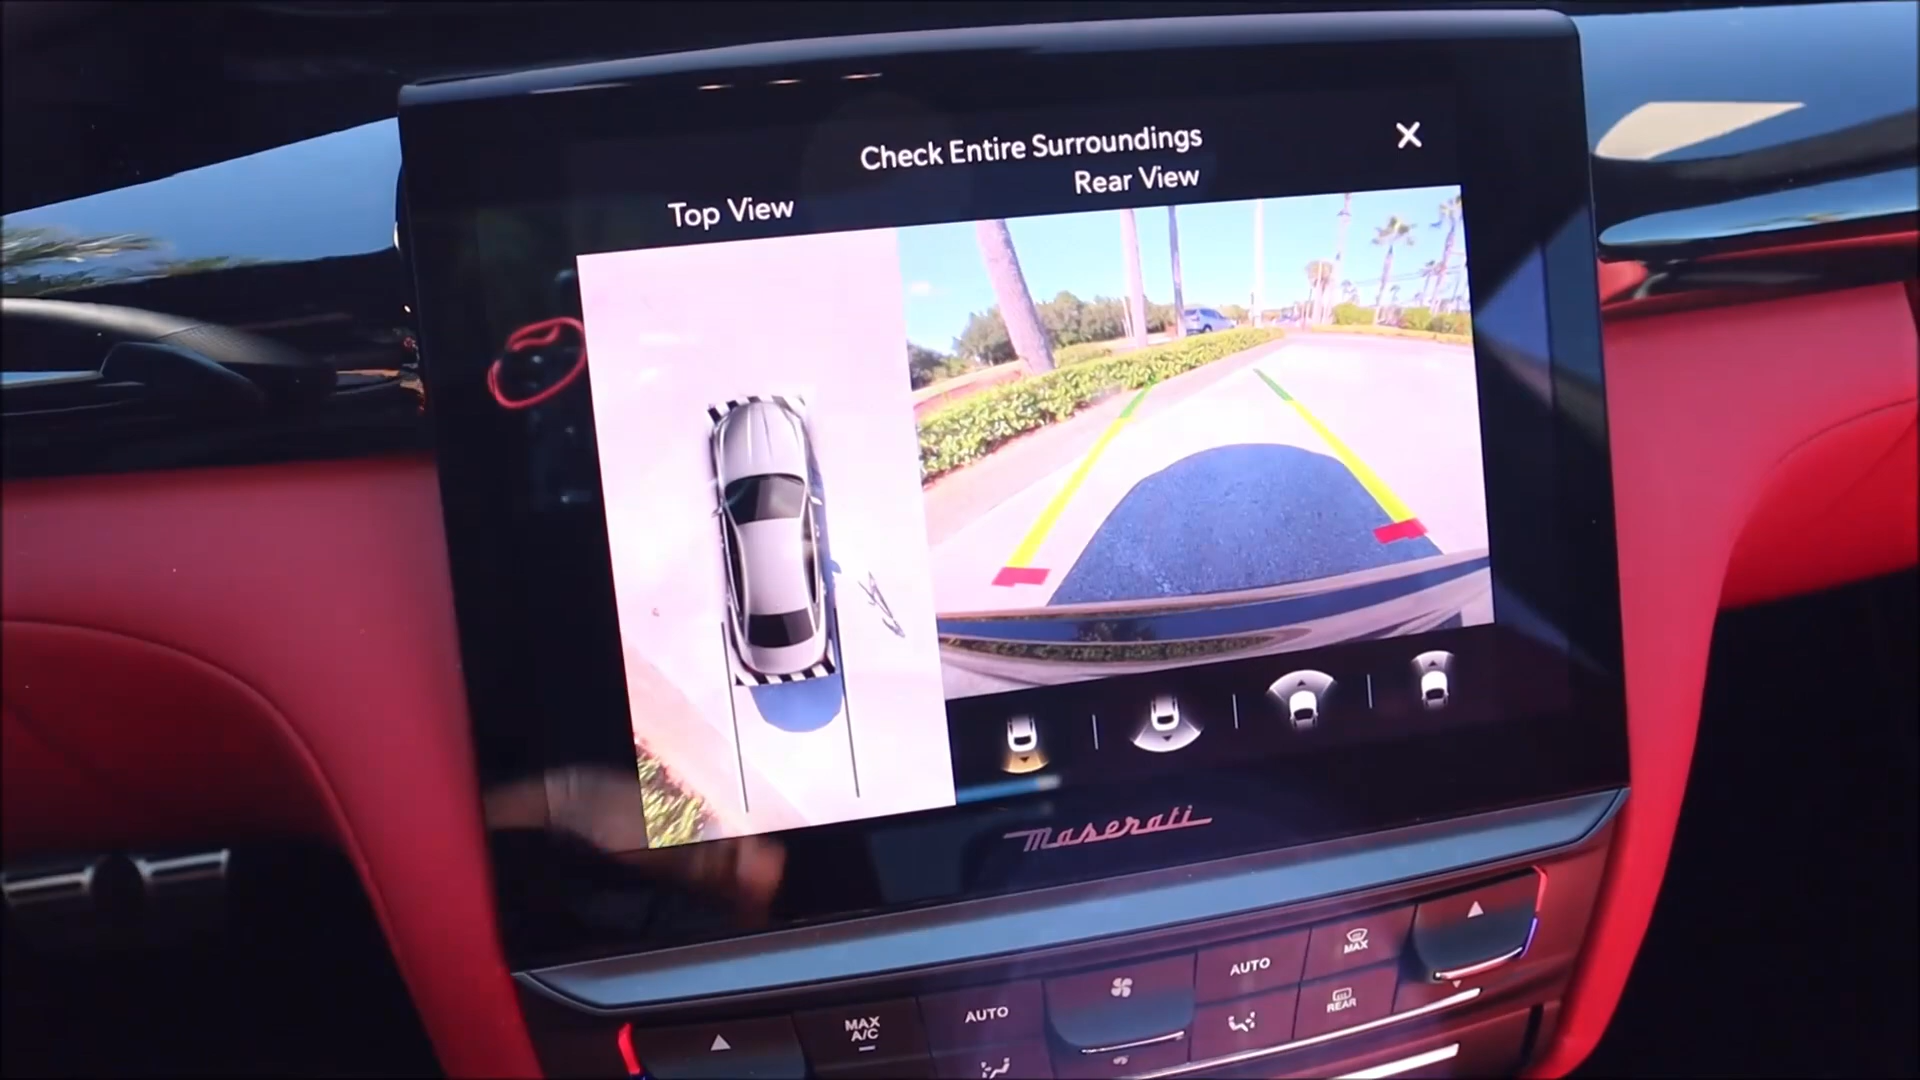 Check Entire Surroundings
Rear View
Top View
maserati
MAX
A/C
AUTO
AUTO
MAX
REAR